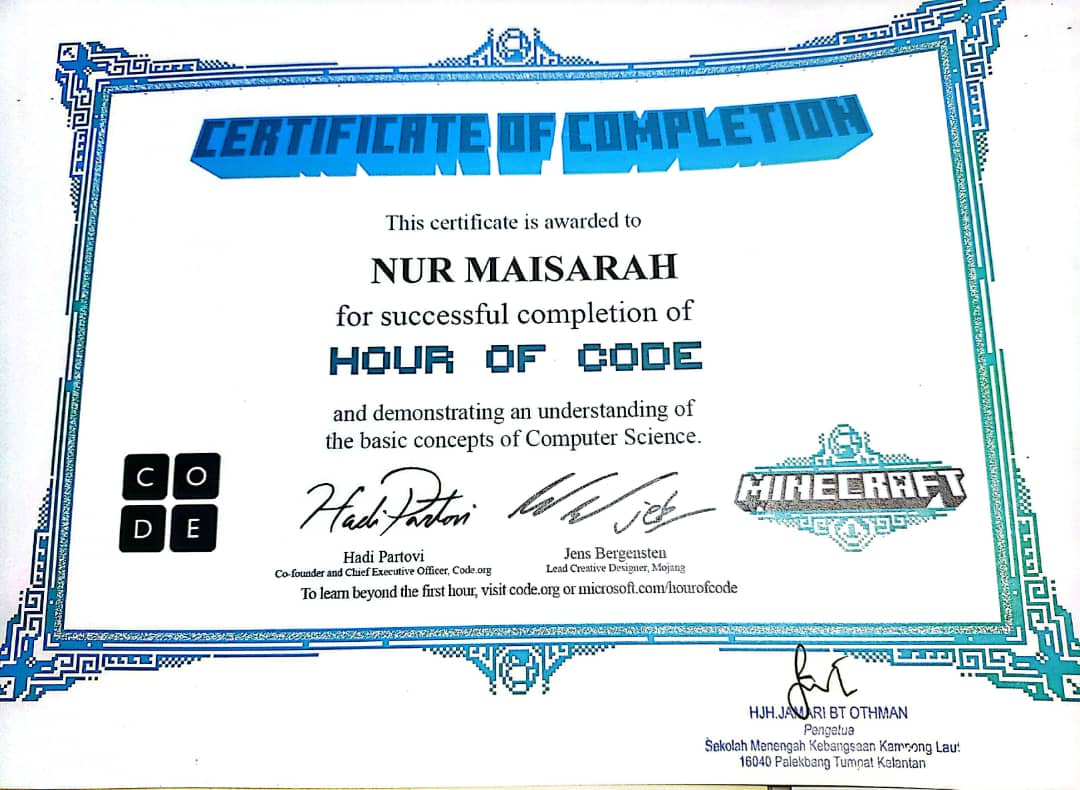 CERTIFICATE OF COMPLETION
This certificate is awarded to
NUR MAISARAH
for successful completion of
HOUR OF CODE
and demonstrating an understanding of
the basic concepts of Computer Science.
C O
D E
Hadi Partovi
jeb
MINECRAFT
Hadi Partovi
Co-founder and Chief Executive Officer, Code.org
Jens Bergensten
Lead Creative Designer, Mojang
To learn beyond the first hour, visit code.org or microsoft.com/hourofcode
HJH.JAMARI BT OTHMAN
Pengetua
Sekolah Menengah Kebangsaan Kampong Laut
16040 Palekbang Tumpat Kelantan